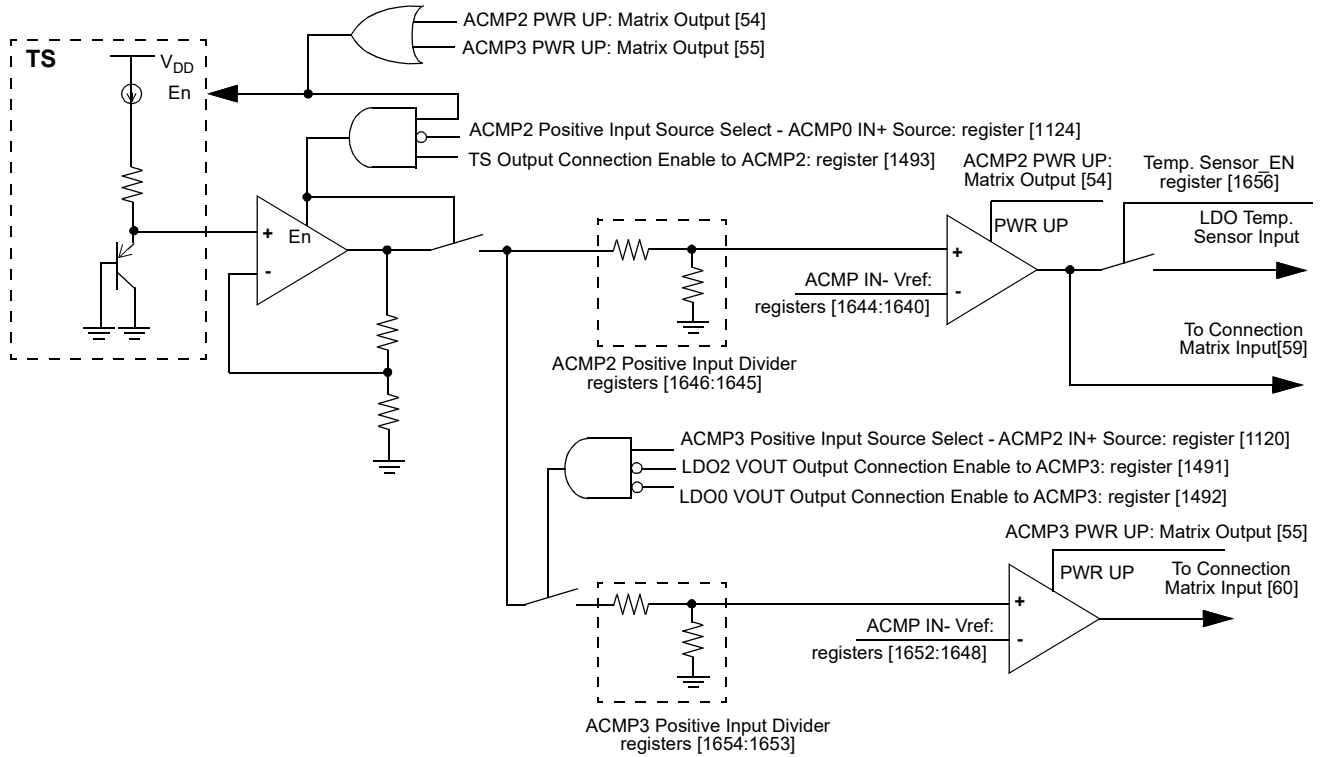 ACMP2 PWR UP: Matrix Output [54]
ACMP3 PWR UP: Matrix Output [55]
TS
VDD
En
ACMP2 Positive Input Source Select - ACMP0 IN+ Source: register [1124]
TS Output Connection Enable to ACMP2: register [1493]
ACMP2 PWR UP:
Matrix Output [54]
Temp. Sensor_EN
register [1656]
PWR UP
LDO Temp.
Sensor Input
+
En
-
+
ACMP IN- Vref:
-
registers [1644:1640]
To Connection
Matrix Input[59]
ACMP2 Positive Input Divider
registers [1646:1645]
ACMP3 Positive Input Source Select - ACMP2 IN+ Source: register [1120]
LDO2 VOUT Output Connection Enable to ACMP3: register [1491]
LDO0 VOUT Output Connection Enable to ACMP3: register [1492]
ACMP3 PWR UP: Matrix Output [55]
PWR UP
To Connection
Matrix Input [60]
+
ACMP IN- Vref:
-
registers [1652:1648]
ACMP3 Positive Input Divider
registers [1654:1653]